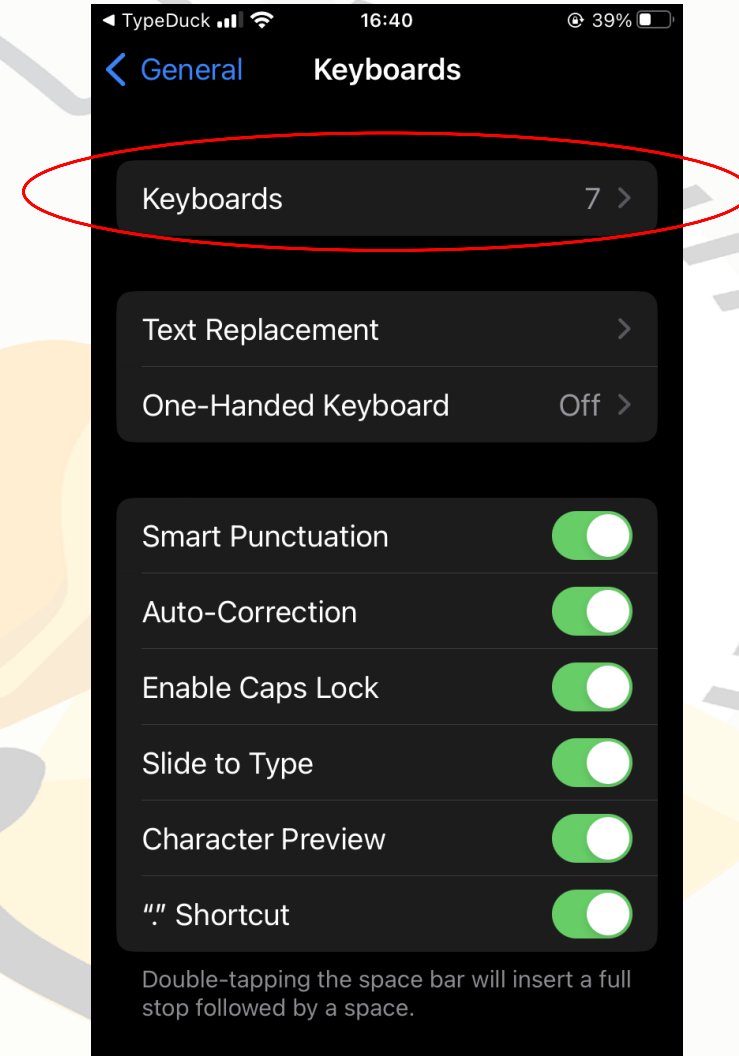 ◀ TypeDuck 16:40 39%
General Keyboards
Keyboards 7
Text Replacement
One-Handed Keyboard Off
Smart Punctuation
Auto-Correction
Enable Caps Lock
Slide to Type
Character Preview
“.” Shortcut
Double-tapping the space bar will insert a full
stop followed by a space.